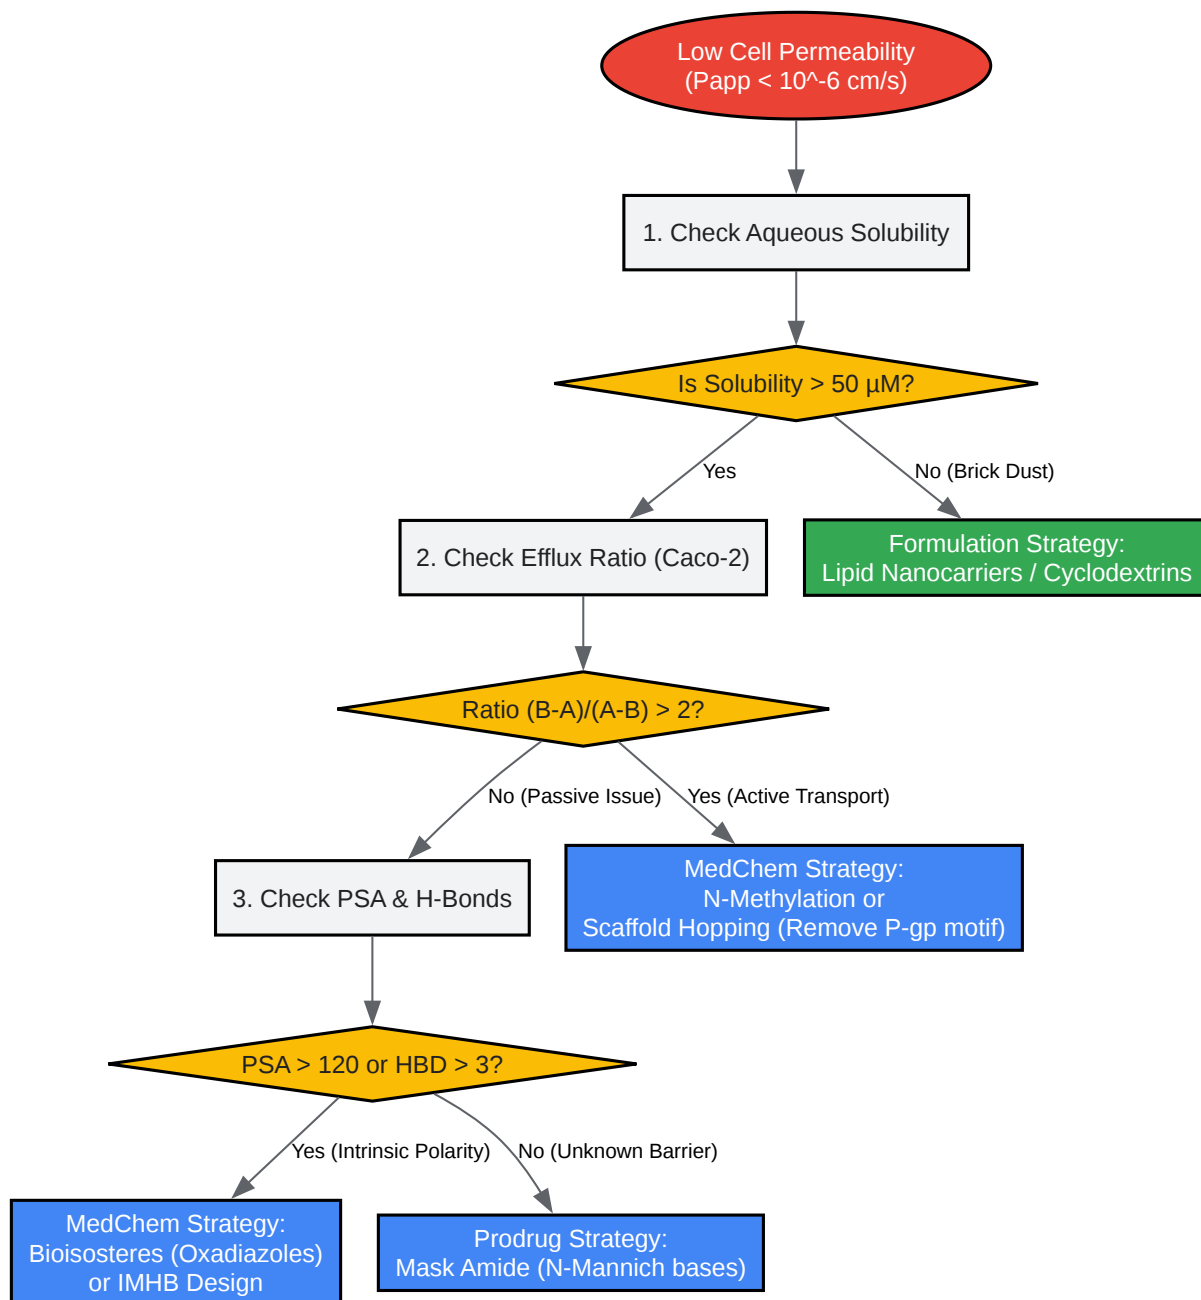 Low Cell Permeability
(Papp < 10^-6 cm/s)
1. Check Aqueous Solubility
Is Solubility > 50 µM?
Yes
No (Brick Dust)
2. Check Efflux Ratio (Caco-2)
Formulation Strategy:
Lipid Nanocarriers / Cyclodextrins
Ratio (B-A)/(A-B) > 2?
No (Passive Issue)
Yes (Active Transport)
3. Check PSA & H-Bonds
MedChem Strategy:
N-Methylation or
Scaffold Hopping (Remove P-gp motif)
PSA > 120 or HBD > 3?
Yes (Intrinsic Polarity)
No (Unknown Barrier)
MedChem Strategy:
Bioisosteres (Oxadiazoles)
or IMHB Design
Prodrug Strategy:
Mask Amide (N-Mannich bases)